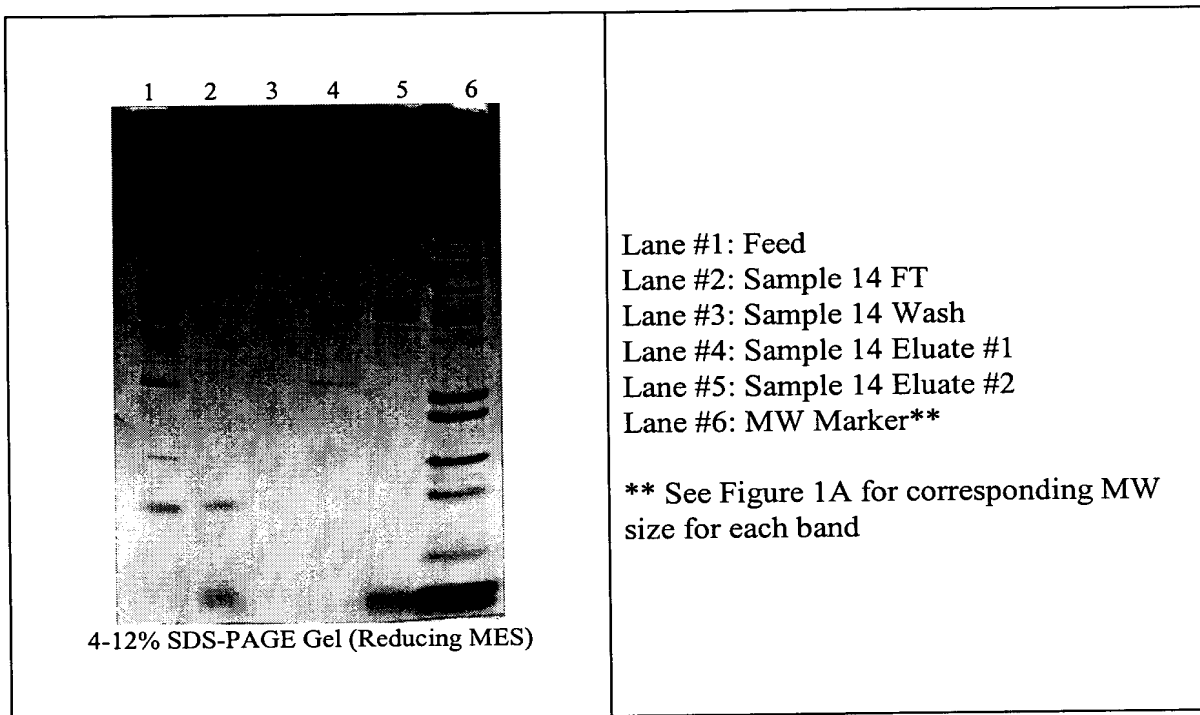 1 2 3 4 5 6
4-12% SDS-PAGE Gel (Reducing MES)
Lane #1: Feed
Lane #2: Sample 14 FT
Lane #3: Sample 14 Wash
Lane #4: Sample 14 Eluate #1
Lane #5: Sample 14 Eluate #2
Lane #6: MW Marker**
** See Figure 1A for corresponding MW
size for each band